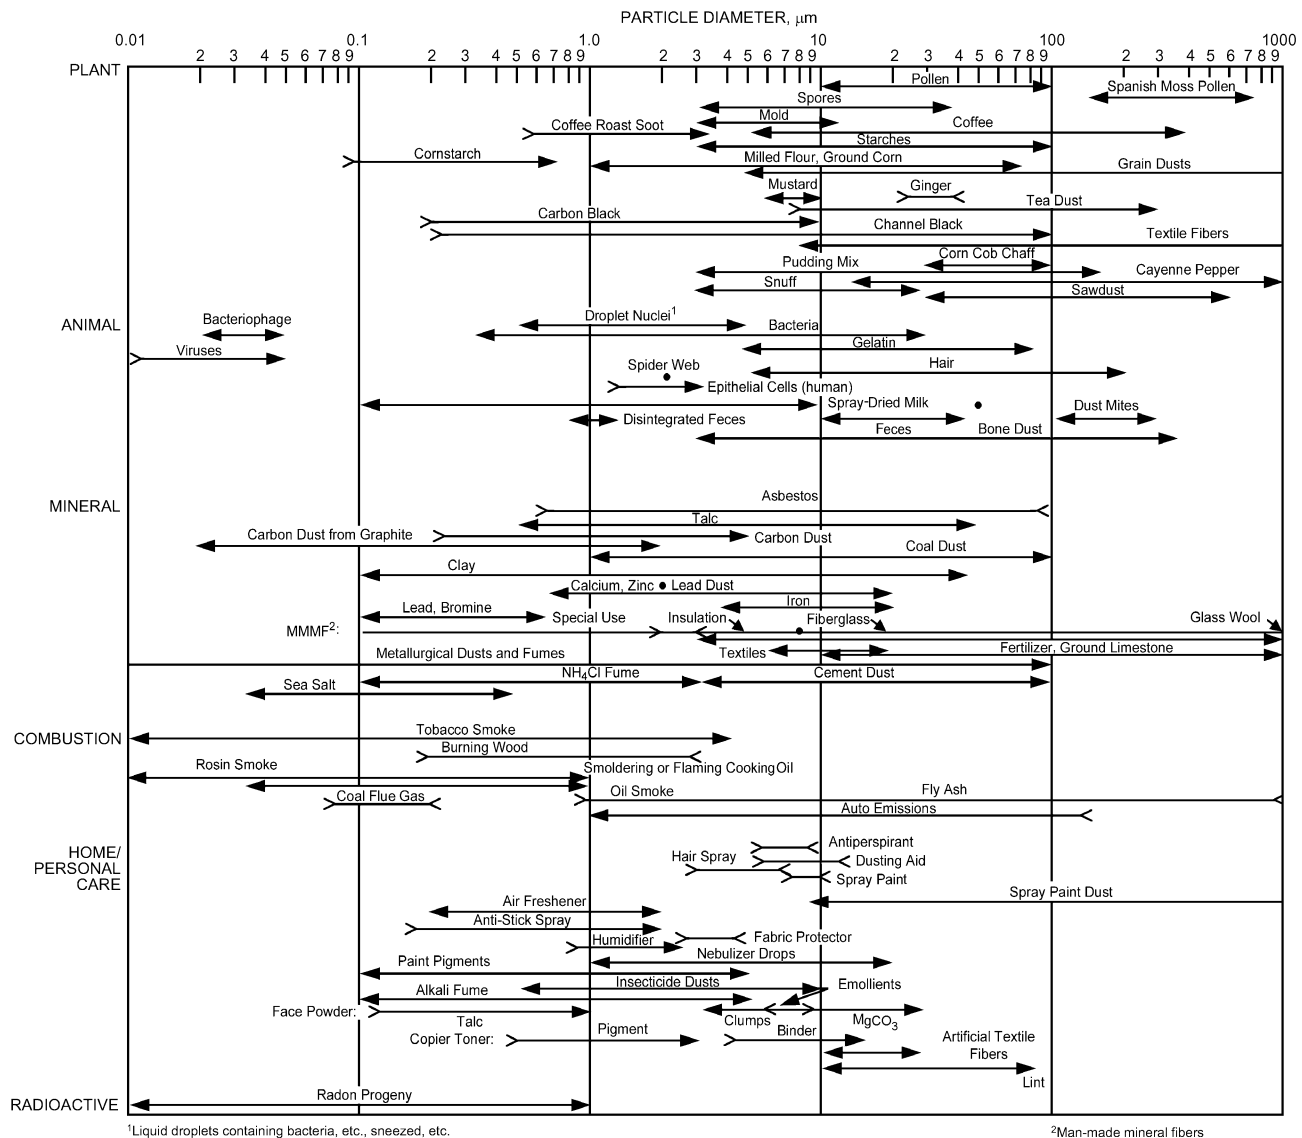 PARTICLE DIAMETER, μm
0.01 2 3 4 5 6 7 8 9 0.1 2 3 4 5 6 7 8 9 1.0 2 3 4 5 6 7 8 9 10 2 3 4 5 6 7 8 9 100 2 3 4 5 6 7 8 9 1000
PLANT
Pollen
Spanish Moss Pollen
Spores
Mold
Coffee Roast Soot
Coffee
Starches
Cornstarch
Milled Flour, Ground Corn
Grain Dusts
Mustard
Ginger
Tea Dust
Carbon Black
Channel Black
Textile Fibers
Corn Cob Chaff
Pudding Mix
Cayenne Pepper
Snuff
Sawdust
ANIMAL
Bacteriophage
Droplet Nuclei1
Bacteria
Viruses
Gelatin
Hair
Spider Web
Epithelial Cells (human)
Spray-Dried Milk
Dust Mites
Disintegrated Feces
Feces
Bone Dust
MINERAL
Asbestos
Talc
Carbon Dust from Graphite
Carbon Dust
Coal Dust
Clay
Calcium, Zinc
Lead Dust
Iron
Lead, Bromine
Special Use
Insulation
Fiberglass
Glass Wool
MMMF2:
Textiles
Fertilizer, Ground Limestone
Metallurgical Dusts and Fumes
NH4Cl Fume
Cement Dust
Sea Salt
COMBUSTION
Tobacco Smoke
Burning Wood
Rosin Smoke
Smoldering or Flaming Cooking Oil
Coal Flue Gas
Oil Smoke
Fly Ash
Auto Emissions
HOME/
PERSONAL
CARE
Antiperspirant
Hair Spray
Dusting Aid
Spray Paint
Spray Paint Dust
Air Freshener
Anti-Stick Spray
Humidifier
Fabric Protector
Nebulizer Drops
Paint Pigments
Insecticide Dusts
Emollients
Alkali Fume
Face Powder:
Talc
Clumps
MgCO3
Copier Toner:
Pigment
Binder
Artificial Textile
Fibers
Lint
RADIOACTIVE
Radon Progeny
1Liquid droplets containing bacteria, etc., sneezed, etc.
2Man-made mineral fibers